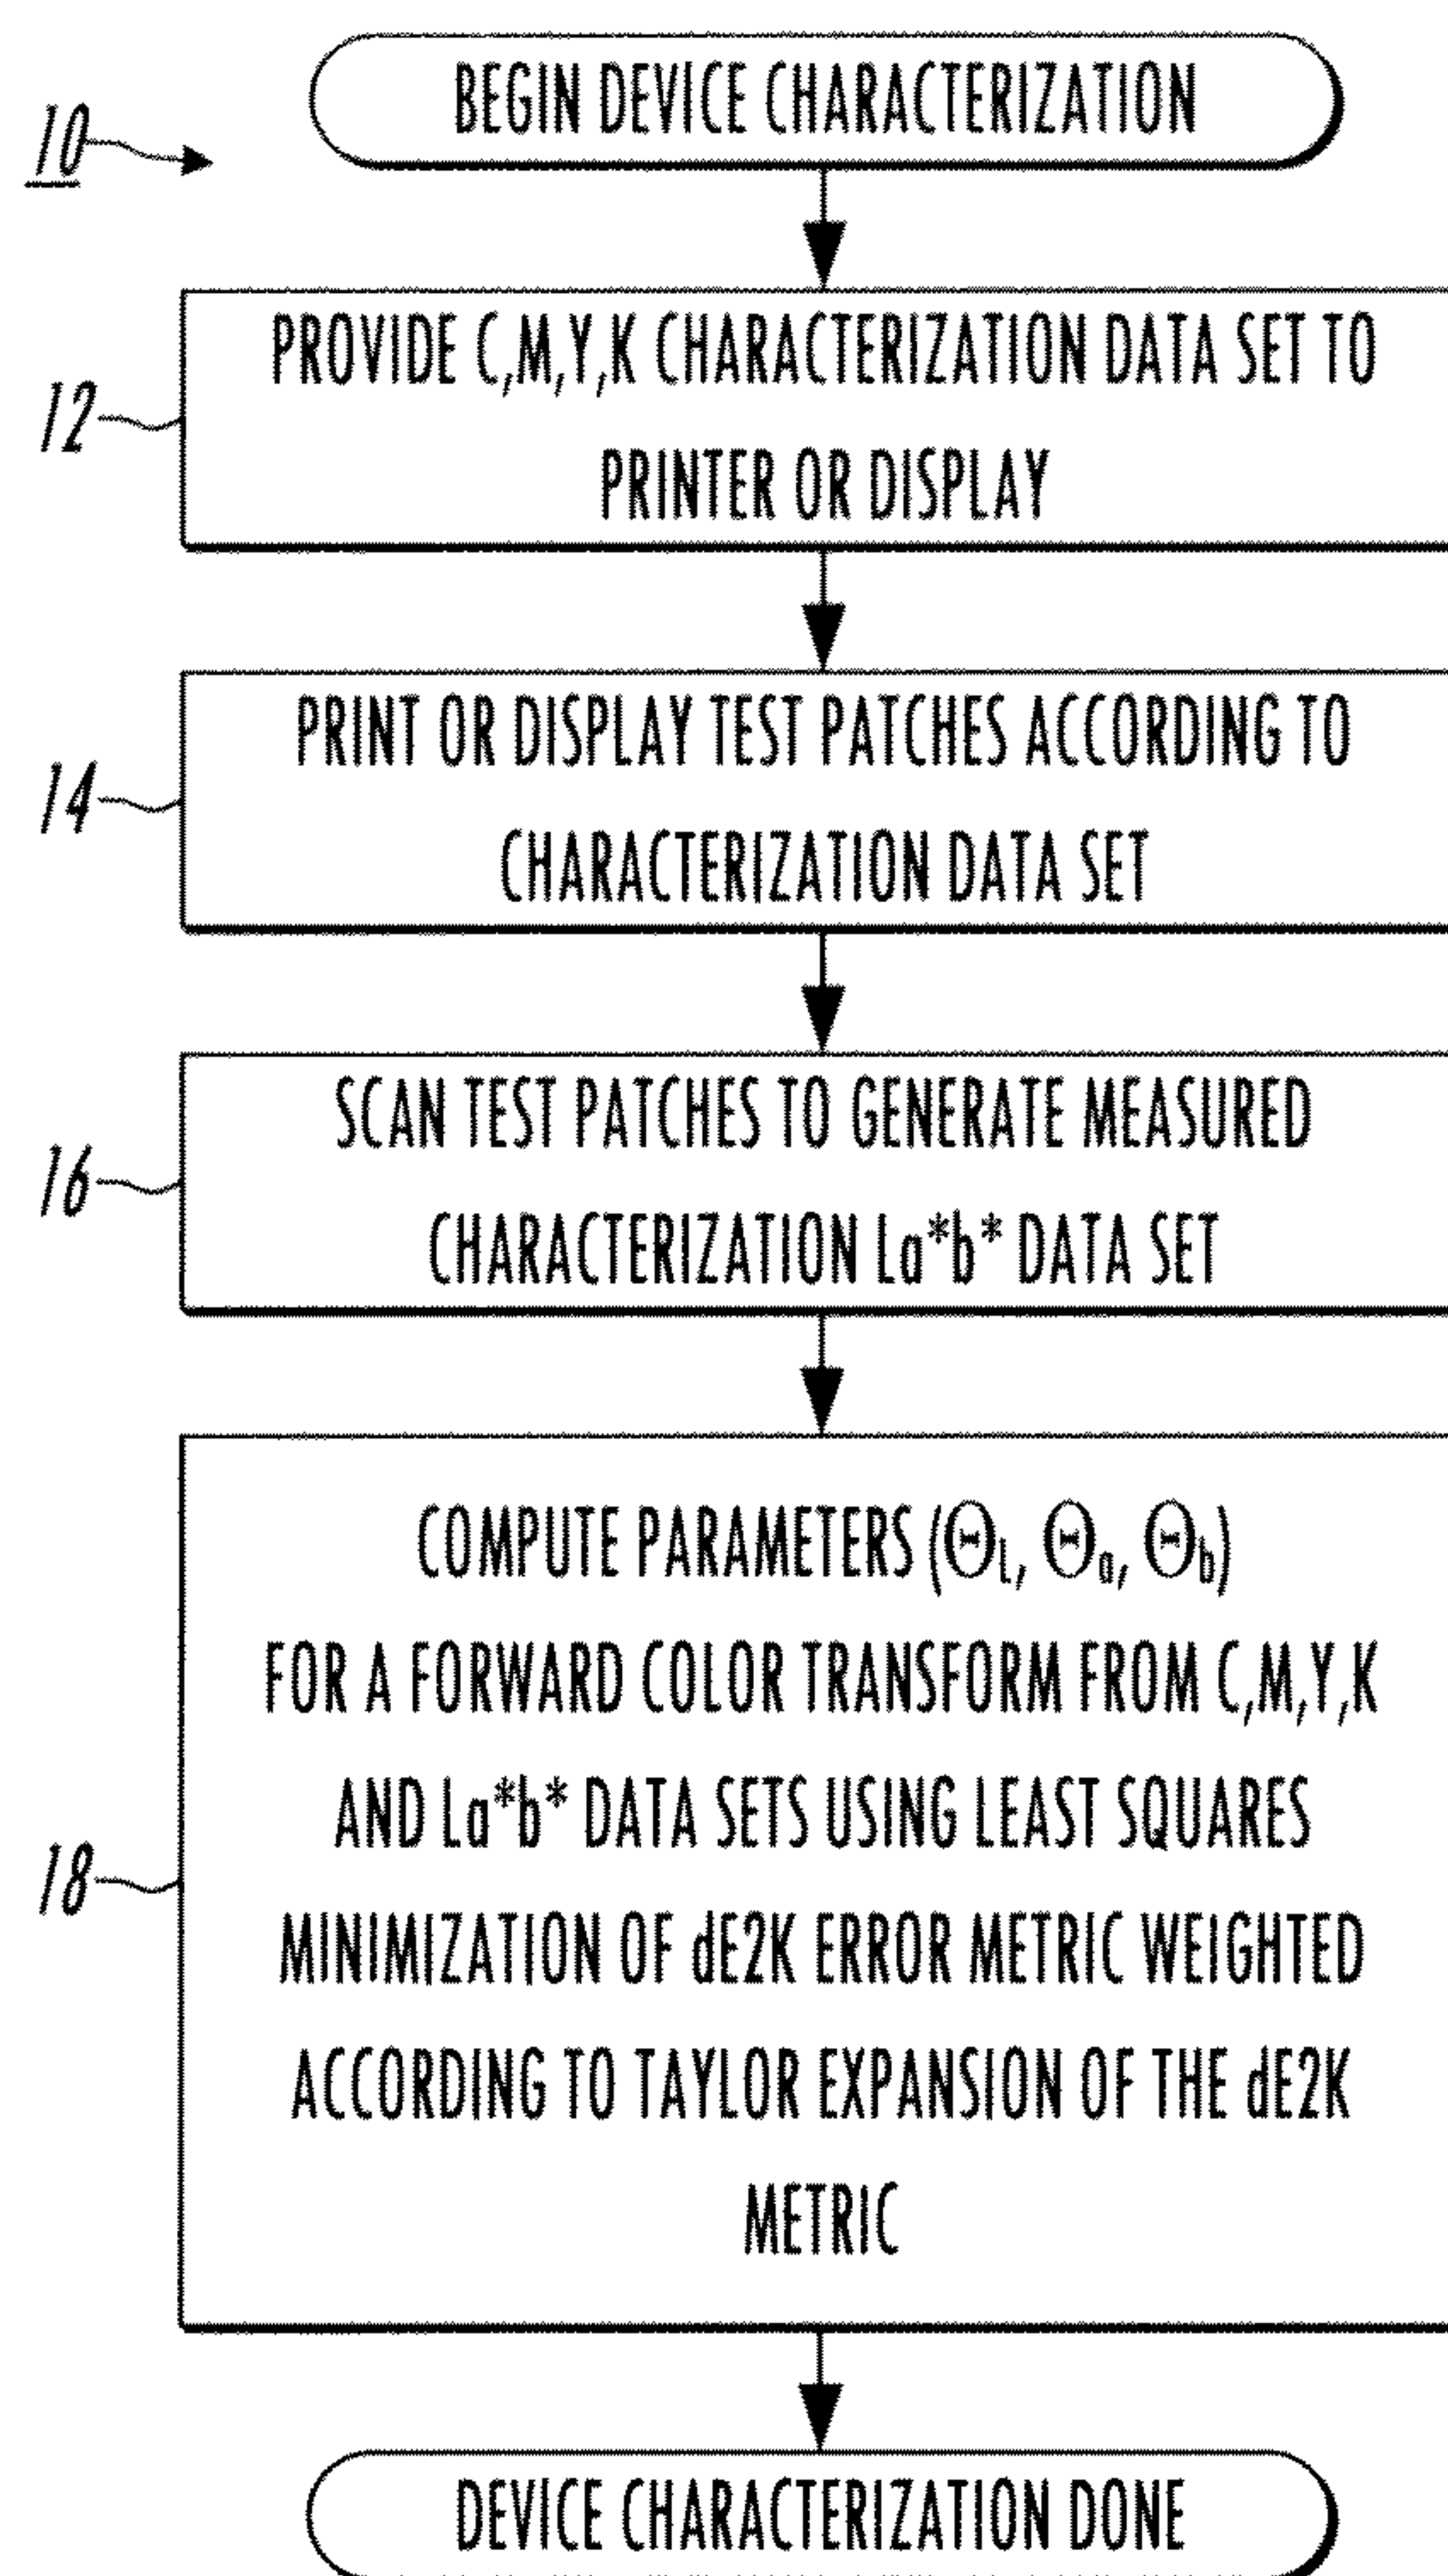 BEGIN DEVICE CHARACTERIZATION
10
PROVIDE C,M,Y,K CHARACTERIZATION DATA SET TO
PRINTER OR DISPLAY
12
PRINT OR DISPLAY TEST PATCHES ACCORDING TO
CHARACTERIZATION DATA SET
14
SCAN TEST PATCHES TO GENERATE MEASURED
CHARACTERIZATION La*b* DATA SET
16
COMPUTE PARAMETERS (ΘL, Θa, Θb)
FOR A FORWARD COLOR TRANSFORM FROM C,M,Y,K
AND La*b* DATA SETS USING LEAST SQUARES
MINIMIZATION OF dE2K ERROR METRIC WEIGHTED
ACCORDING TO TAYLOR EXPANSION OF THE dE2K
METRIC
18
DEVICE CHARACTERIZATION DONE